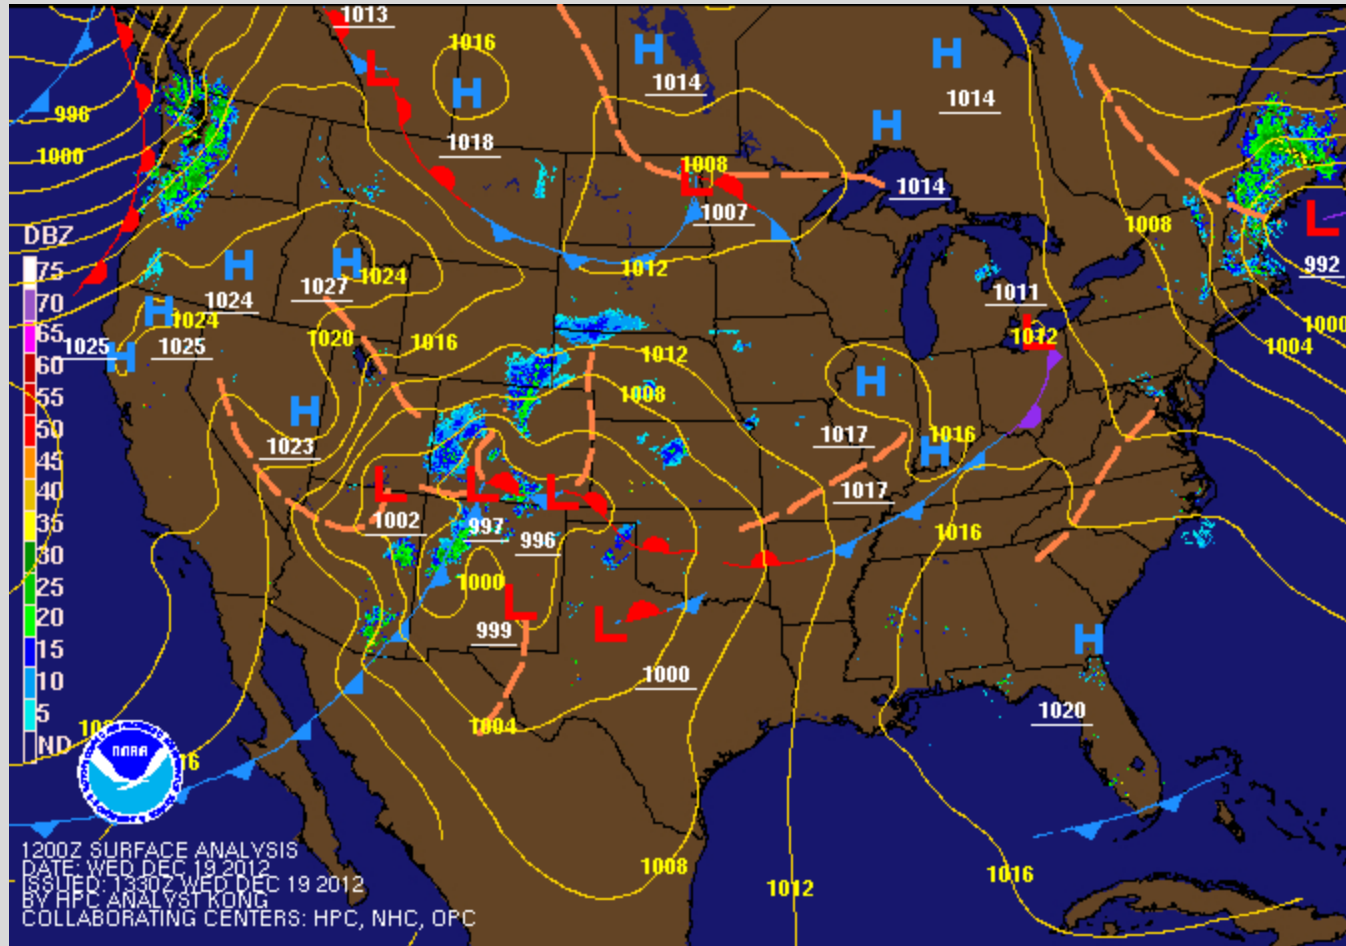 1013
1016
H
H
L
H
1014
1014
998
H
1018
1000
1008
L
1014
1007
1008
L
DBZ
992
75
H
H
1024
1012
70
1027
1024
1011
1000
65
H
1024
1020
L
1012
1004
1025
H
1025
1016
1012
60
55
H
1008
H
50
1023
1017
H
1016
45
L
L
L
1017
40
1002
997
996
1016
35
30
1000
25
L
L
20
999
H
15
1000
10
5
1004
1020
ND
NOAA
16
1200Z SURFACE ANALYSIS
DATE: WED DEC 19 2012
ISSUED: 1330Z WED DEC 19 2012
BY HPC ANALYST KONG
COLLABORATING CENTERS: HPC, NHC, OPC
1008
1012
1016